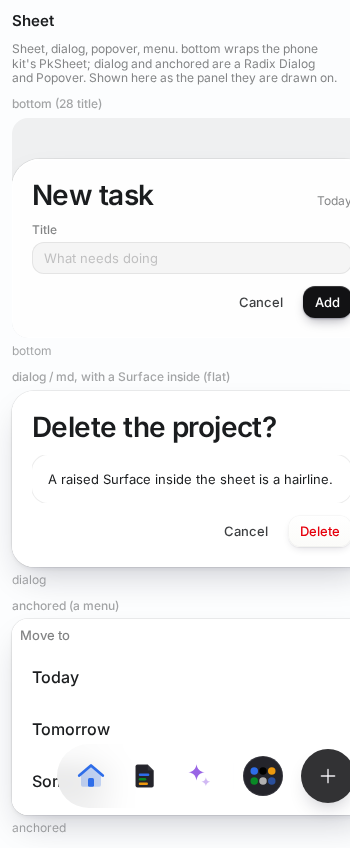 Sheet
Sheet, dialog, popover, menu. bottom wraps the phone
kit's PkSheet; dialog and anchored are a Radix Dialog
and Popover. Shown here as the panel they are drawn on.
bottom (28 title)
New task
Today
Title
What needs doing
Cancel Add
bottom
dialog / md, with a Surface inside (flat)
Delete the project?
A raised Surface inside the sheet is a hairline.
Cancel Delete
dialog
anchored (a menu)
Move to
Today
Tomorrow
anchored